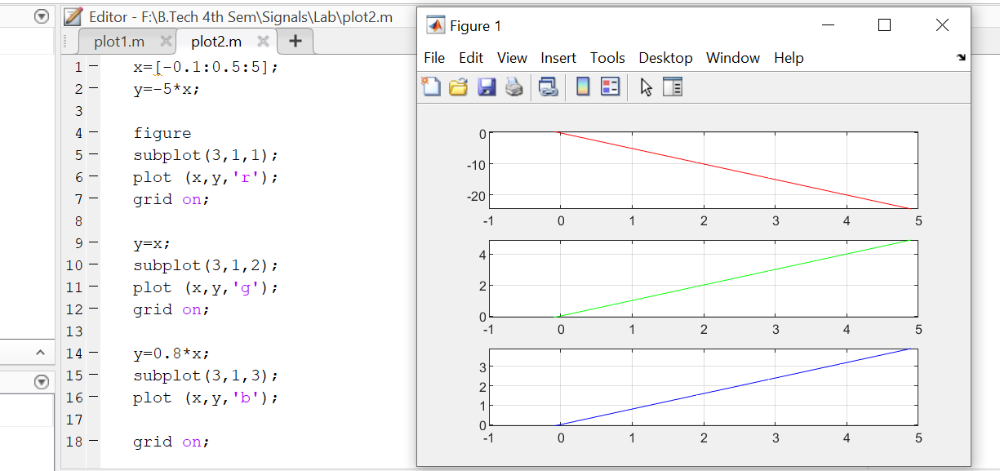 Editor - F:\B.Tech 4th Sem\Signals\Lab\plot2.m
plot1.m
plot2.m
1 x=[-0.1:0.5:5];
2 y=-5*x;
3
4 figure
5 subplot(3,1,1);
6 plot (x,y,'r');
7 grid on;
8
9 y=x;
10 subplot(3,1,2);
11 plot (x,y,'g');
12 grid on;
13
14 y=0.8*x;
15 subplot(3,1,3);
16 plot (x,y,'b');
17
18 grid on;
Figure 1
File Edit View Insert Tools Desktop Window Help
0
-10
-20
-1 0 1 2 3 4 5
4
2
0
-1 0 1 2 3 4 5
3
2
1
0
-1 0 1 2 3 4 5